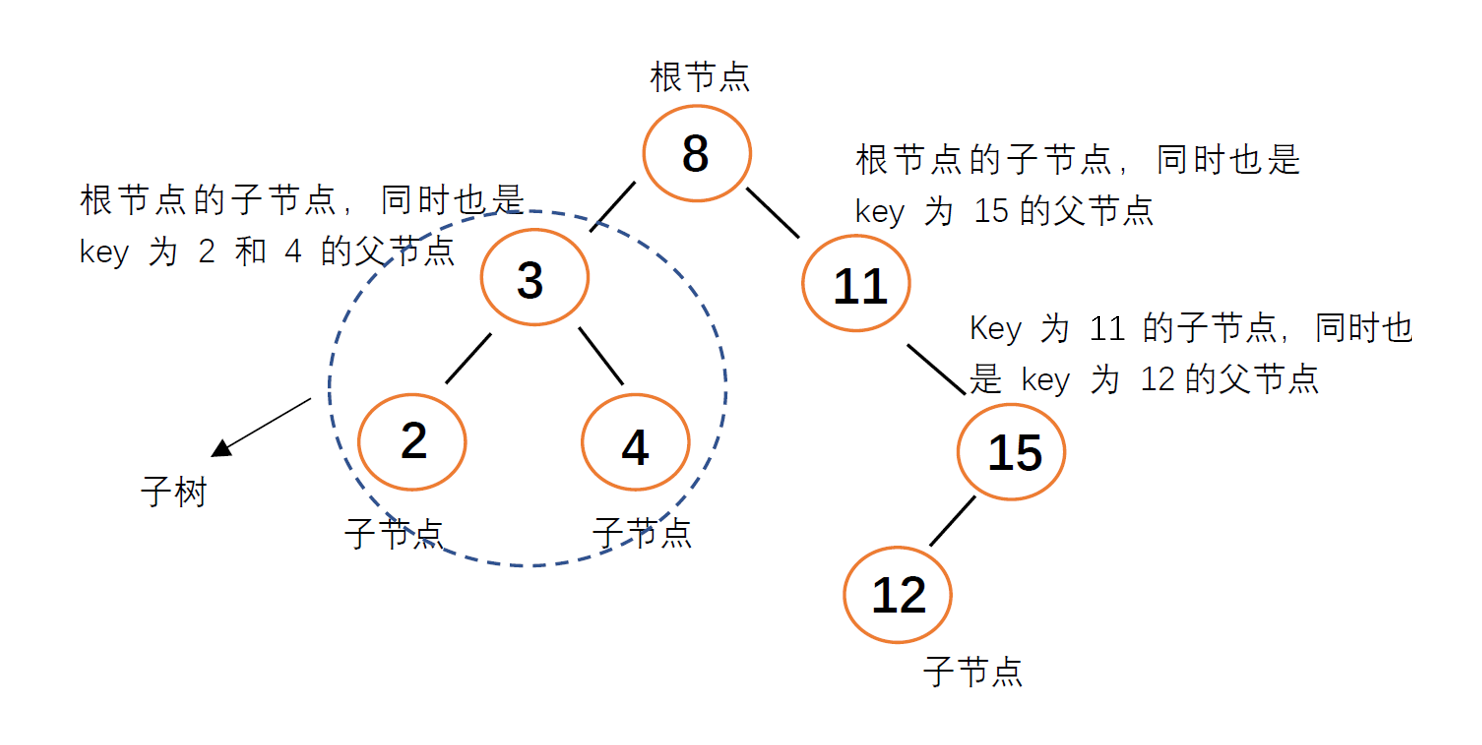 根节点
8
根节点的子节点，同时也是
key 为 15 的父节点
根节点的子节点，同时也是
key 为 2 和 4 的父节点
3
11
Key 为 11 的子节点，同时也
是 key 为 12 的父节点
2
4
15
子树
子节点
子节点
12
子节点